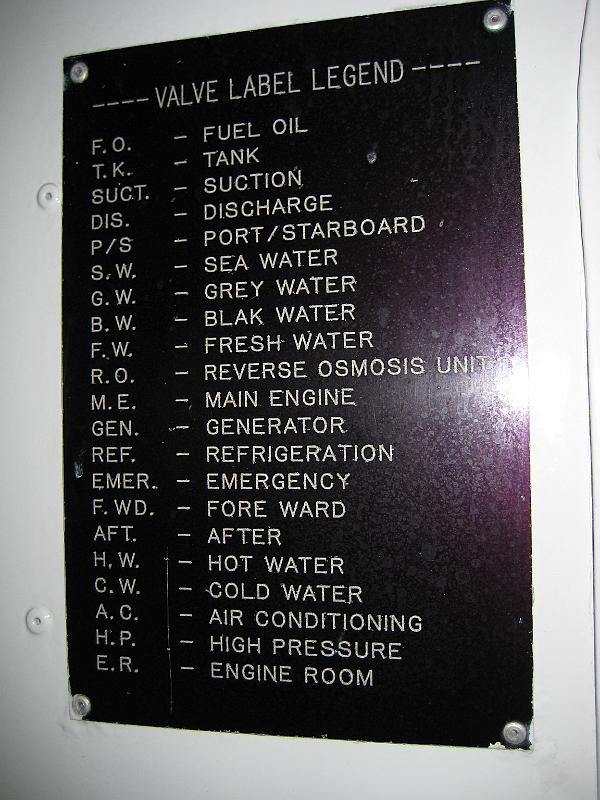 ---- VALVE LABEL LEGEND ----
F.O. - FUEL OIL
T.K. - TANK
SUCT. - SUCTION
DIS. - DISCHARGE
P/S - PORT/STARBOARD
S.W. - SEA WATER
G.W. - GREY WATER
B.W. - BLAK WATER
F.W. - FRESH WATER
R.O. - REVERSE OSMOSIS UNIT
M.E. - MAIN ENGINE
GEN. - GENERATOR
REF. - REFRIGERATION
EMER. - EMERGENCY
F.WD. - FORE WARD
AFT. - AFTER
H.W. - HOT WATER
C.W. - COLD WATER
A.C. - AIR CONDITIONING
H.P. - HIGH PRESSURE
E.R. - ENGINE ROOM